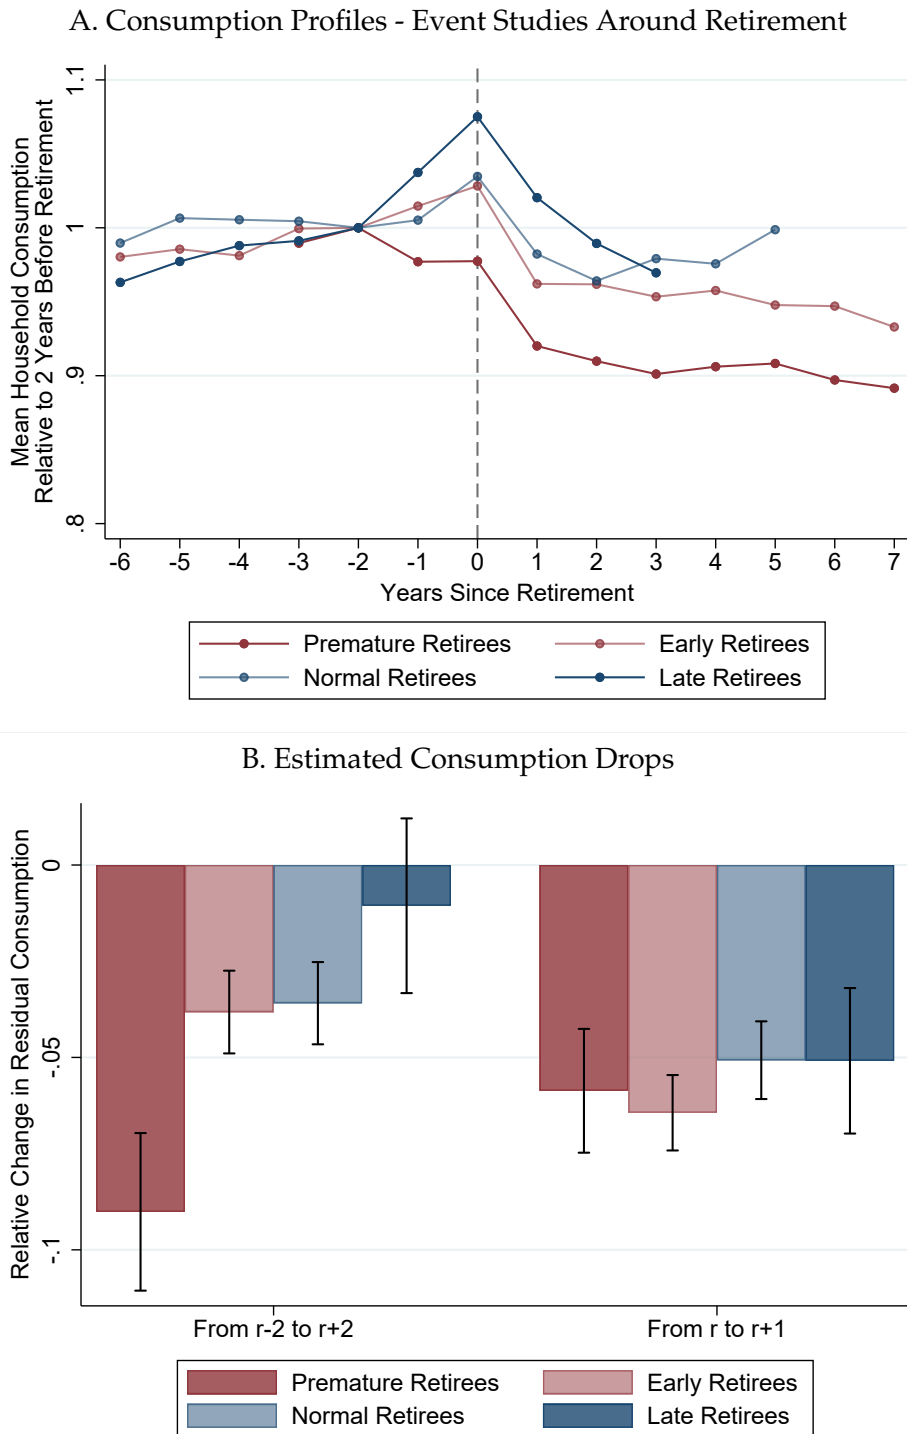 A. Consumption Profiles - Event Studies Around Retirement
Mean Household Consumption
Relative to 2 Years Before Retirement
1.1
1
.9
.8
-6 -5 -4 -3 -2 -1 0 1 2 3 4 5 6 7
Years Since Retirement
Premature Retirees Early Retirees
Normal Retirees Late Retirees
B. Estimated Consumption Drops
Relative Change in Residual Consumption
0
-.05
-.1
From r-2 to r+2 From r to r+1
Premature Retirees Early Retirees
Normal Retirees Late Retirees